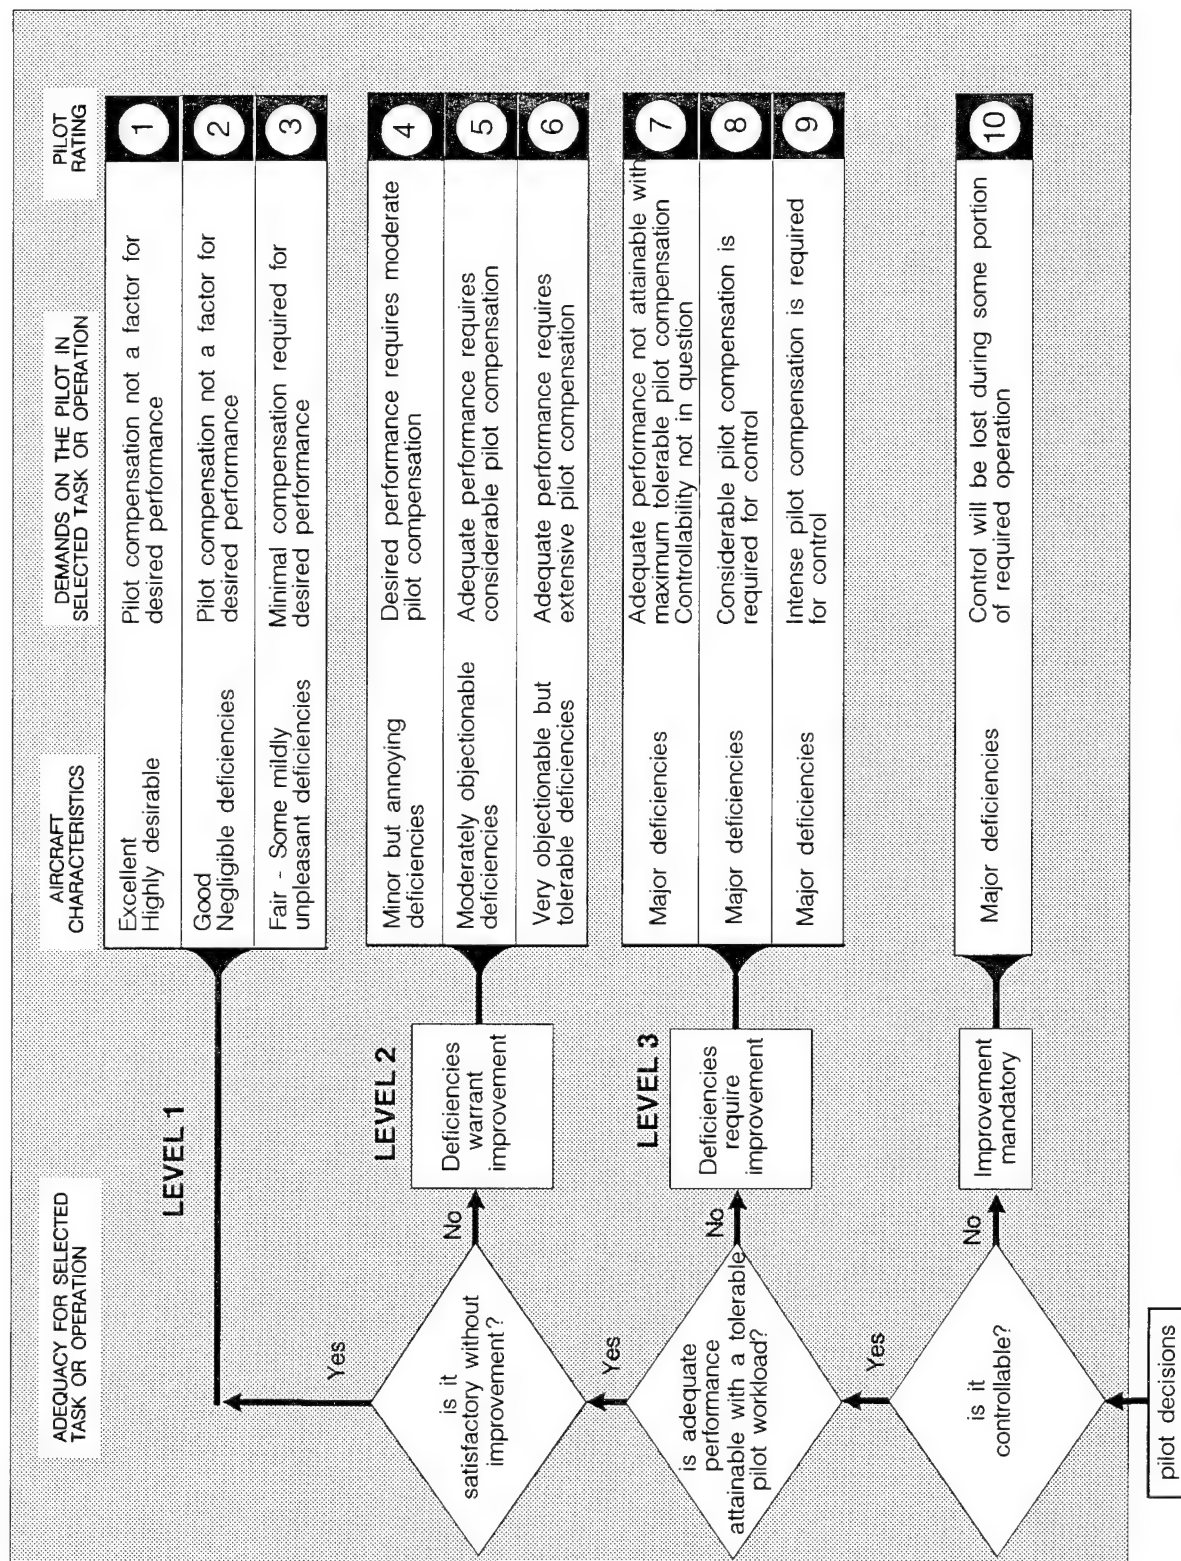 ADEQUACY FOR SELECTED
TASK OR OPERATION
AIRCRAFT
CHARACTERISTICS
DEMANDS ON THE PILOT IN
SELECTED TASK OR OPERATION
PILOT
RATING
LEVEL 1
Excellent
Highly desirable
Pilot compensation not a factor for
desired performance
1
Good
Negligible deficiencies
Pilot compensation not a factor for
desired performance
2
Fair - Some mildly
unpleasant deficiencies
Minimal compensation required for
desired performance
3
Yes
is it
satisfactory without
improvement?
No
LEVEL 2
Deficiencies
warrant
improvement
Minor but annoying
deficiencies
Desired performance requires moderate
pilot compensation
4
Moderately objectionable
deficiencies
Adequate performance requires
considerable pilot compensation
5
Very objectionable but
tolerable deficiencies
Adequate performance requires
extensive pilot compensation
6
Yes
is adequate
performance
attainable with a tolerable
pilot workload?
No
LEVEL 3
Deficiencies
require
improvement
Major deficiencies
Adequate performance not attainable with
maximum tolerable pilot compensation
Controllability not in question
7
Major deficiencies
Considerable pilot compensation is
required for control
8
Major deficiencies
Intense pilot compensation is required
for control
9
Yes
is it
controllable?
No
Improvement
mandatory
Major deficiencies
Control will be lost during some portion
of required operation
10
pilot decisions